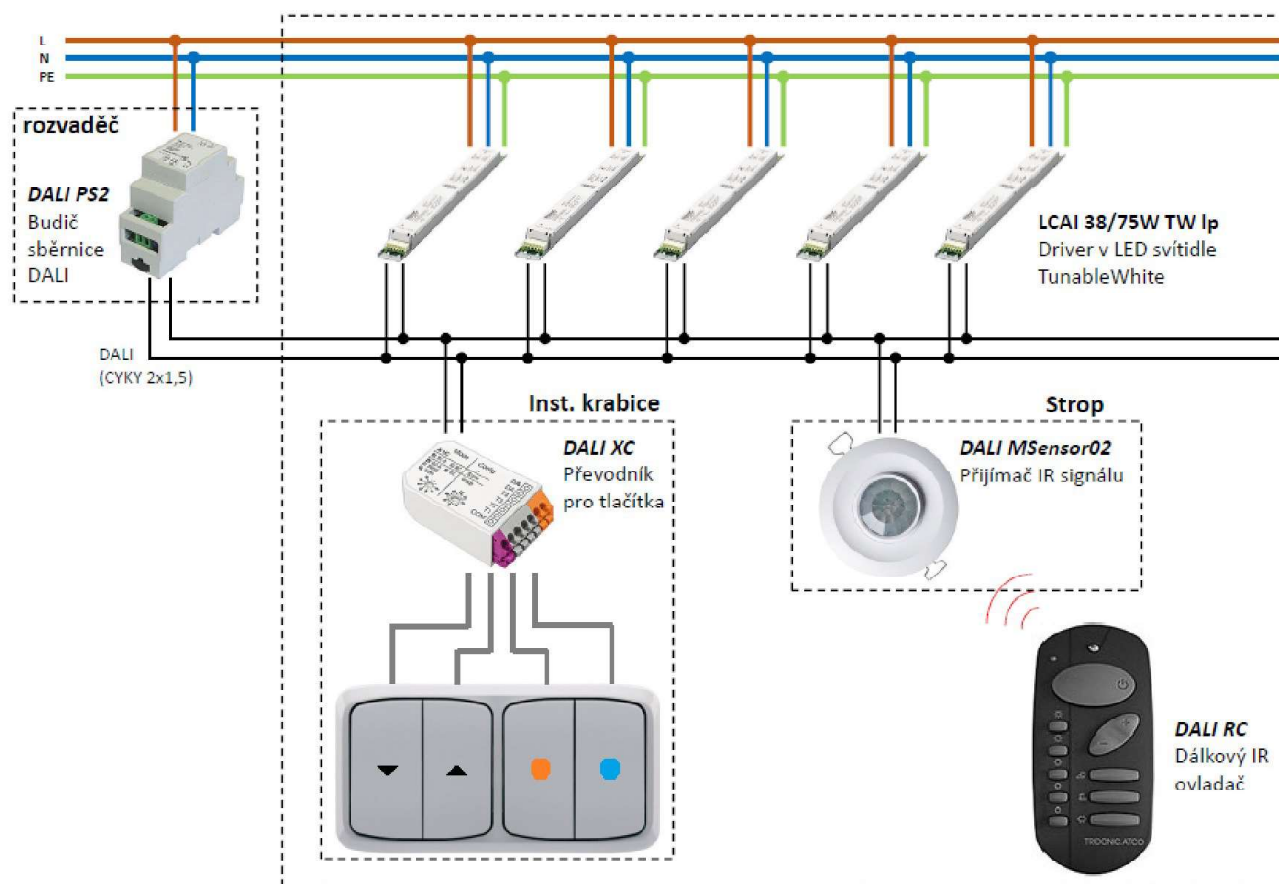 L
N
PE
rozvaděč
DALI PS2
Budič
sběrnice
DALI
LCAI 38/75W TW lp
Driver v LED svítidle
TunableWhite
DALI
(CYKY 2x1,5)
Inst. krabice
DALI XC
Převodník
pro tlačítka
Strop
DALI MSensor02
Přijímač IR signálu
DALI RC
Dálkový IR
ovladač
TRIDONIC.ATCO